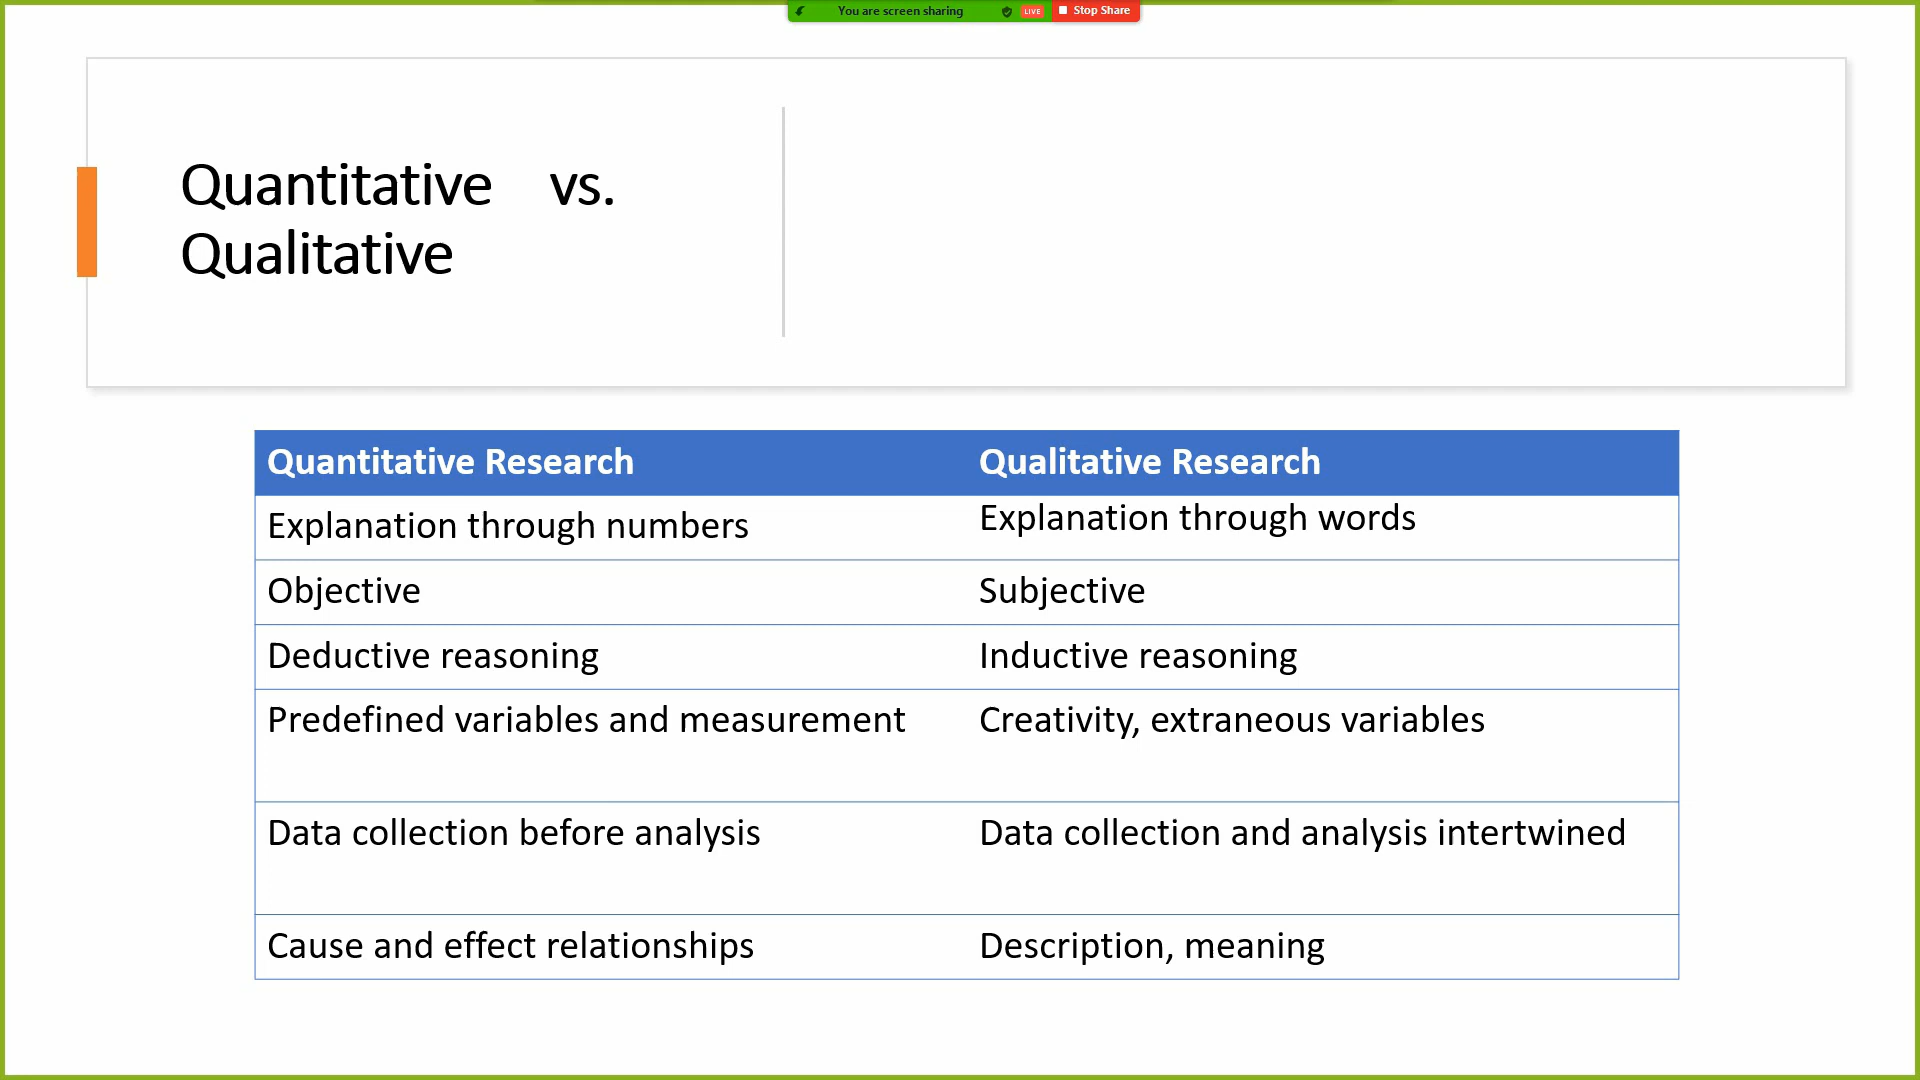 You are screen sharing LIVE Stop Share
Quantitative vs.
Qualitative
Quantitative Research Qualitative Research
Explanation through numbers Explanation through words
Objective Subjective
Deductive reasoning Inductive reasoning
Predefined variables and measurement Creativity, extraneous variables
Data collection before analysis Data collection and analysis intertwined
Cause and effect relationships Description, meaning